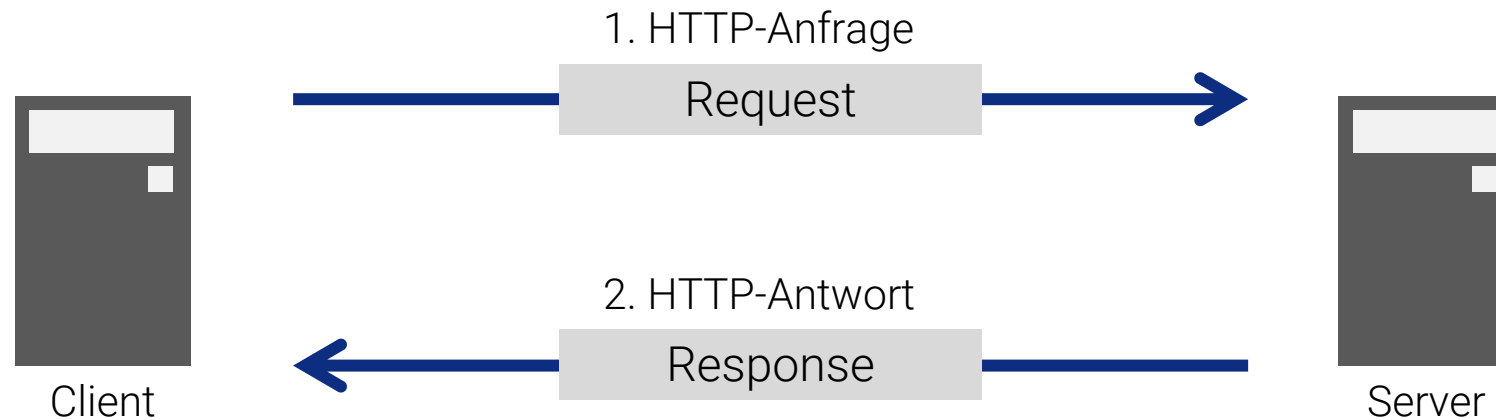 1. HTTP-Anfrage
Request
2. HTTP-Antwort
Response
Client
Server